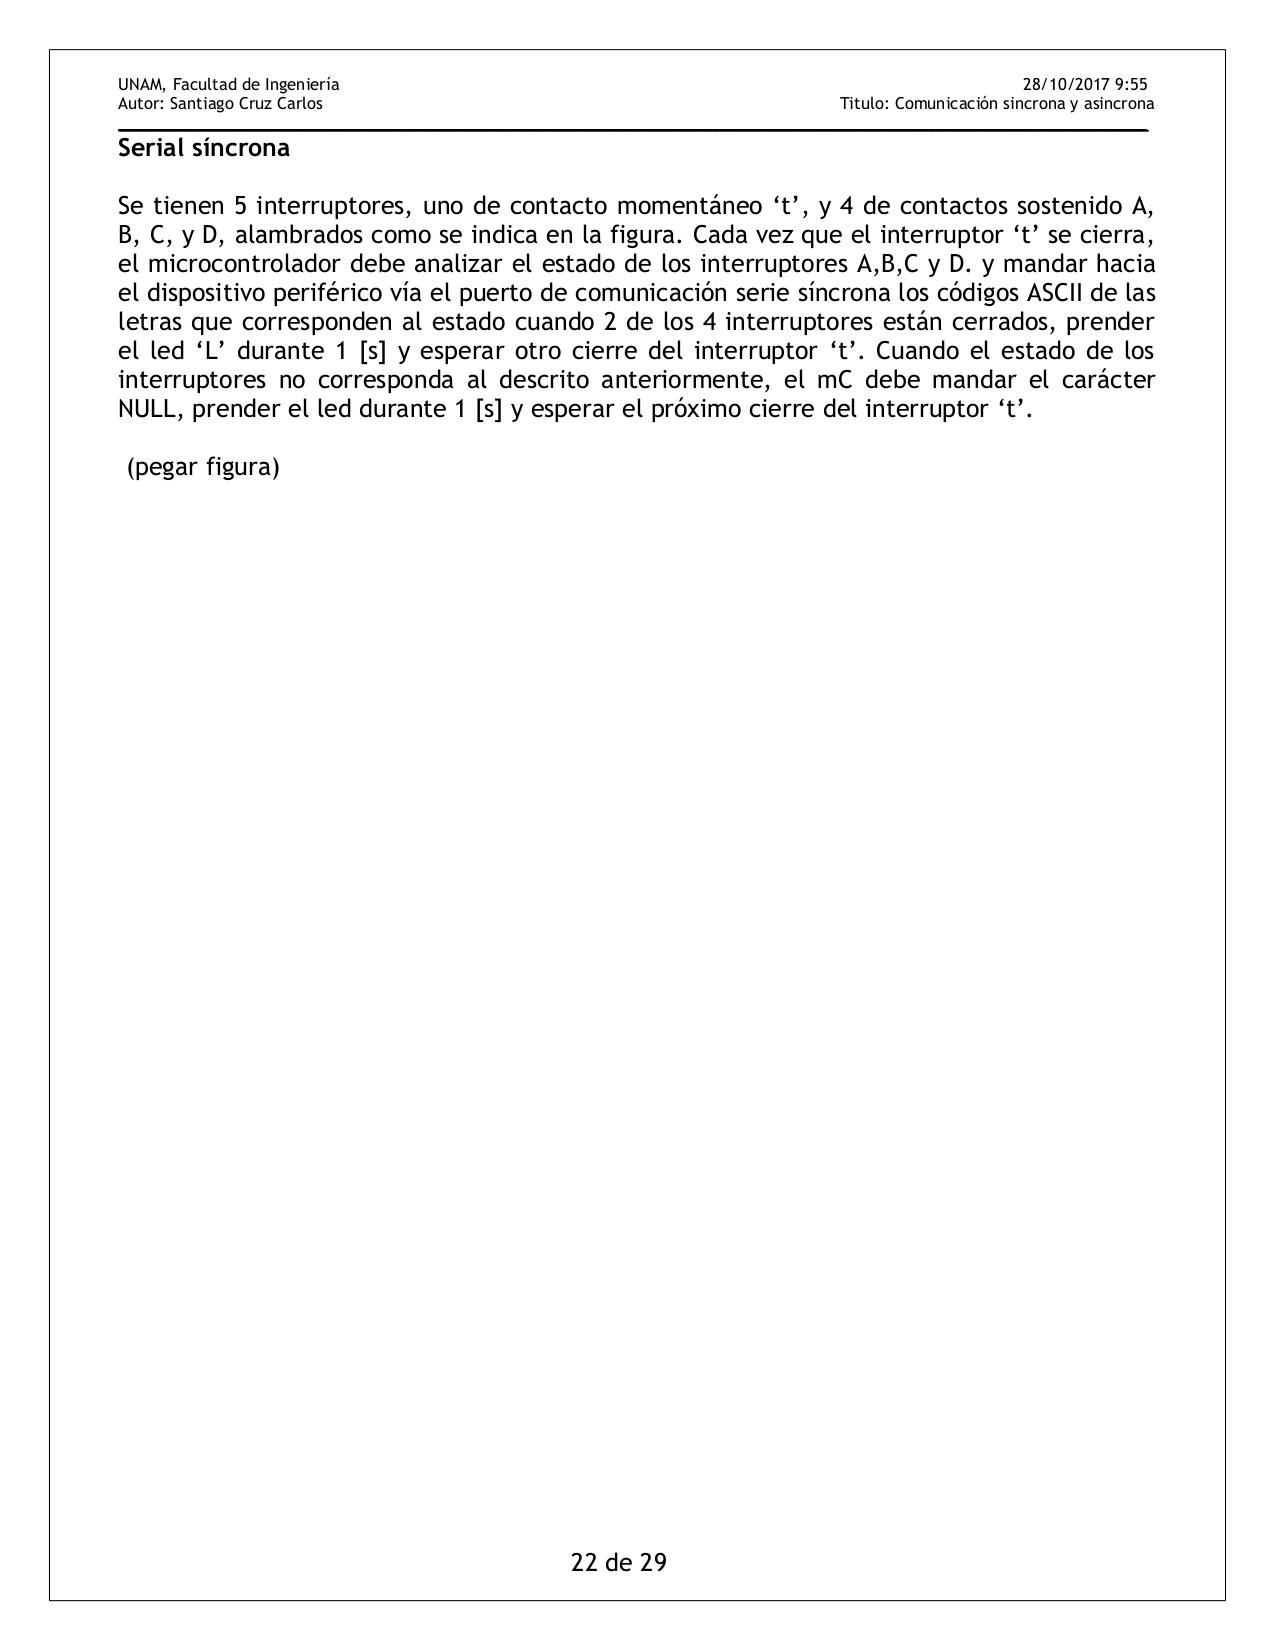 UNAM, Facultad de Ingeniería 28/10/2017 9:55
Autor: Santiago Cruz Carlos Titulo: Comunicación sincrona y asincrona
Serial síncrona
Se tienen 5 interruptores, uno de contacto momentáneo ‘t’, y 4 de contactos sostenido A,
B, C, y D, alambrados como se indica en la figura. Cada vez que el interruptor ‘t’ se cierra,
el microcontrolador debe analizar el estado de los interruptores A,B,C y D. y mandar hacia
el dispositivo periférico vía el puerto de comunicación serie síncrona los códigos ASCII de las
letras que corresponden al estado cuando 2 de los 4 interruptores están cerrados, prender
el led ‘L’ durante 1 [s] y esperar otro cierre del interruptor ‘t’. Cuando el estado de los
interruptores no corresponda al descrito anteriormente, el mC debe mandar el carácter
NULL, prender el led durante 1 [s] y esperar el próximo cierre del interruptor ‘t’.
(pegar figura)
22 de 29